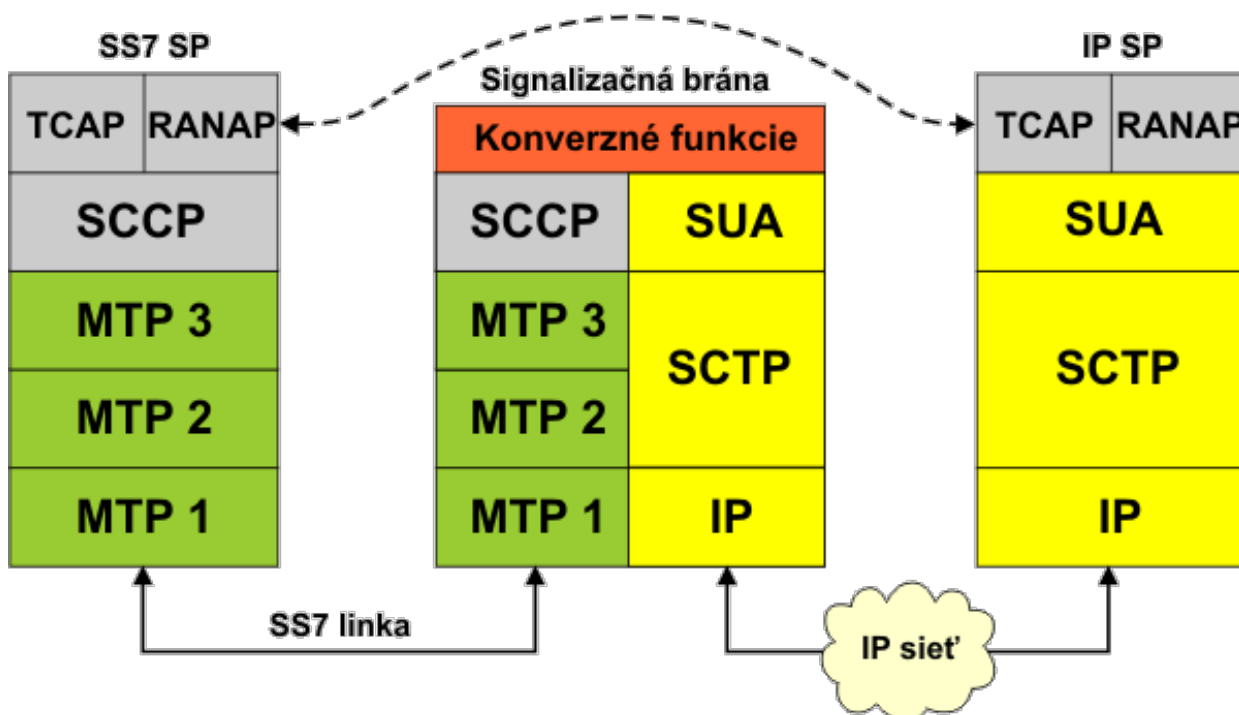 SS7 SP
TCAP
RANAP
SCCP
MTP 3
MTP 2
MTP 1
Signalizačná brána
Konverzné funkcie
SCCP
SUA
MTP 3
SCTP
MTP 2
MTP 1
IP
IP SP
TCAP
RANAP
SUA
SCTP
IP
SS7 linka
IP sieť